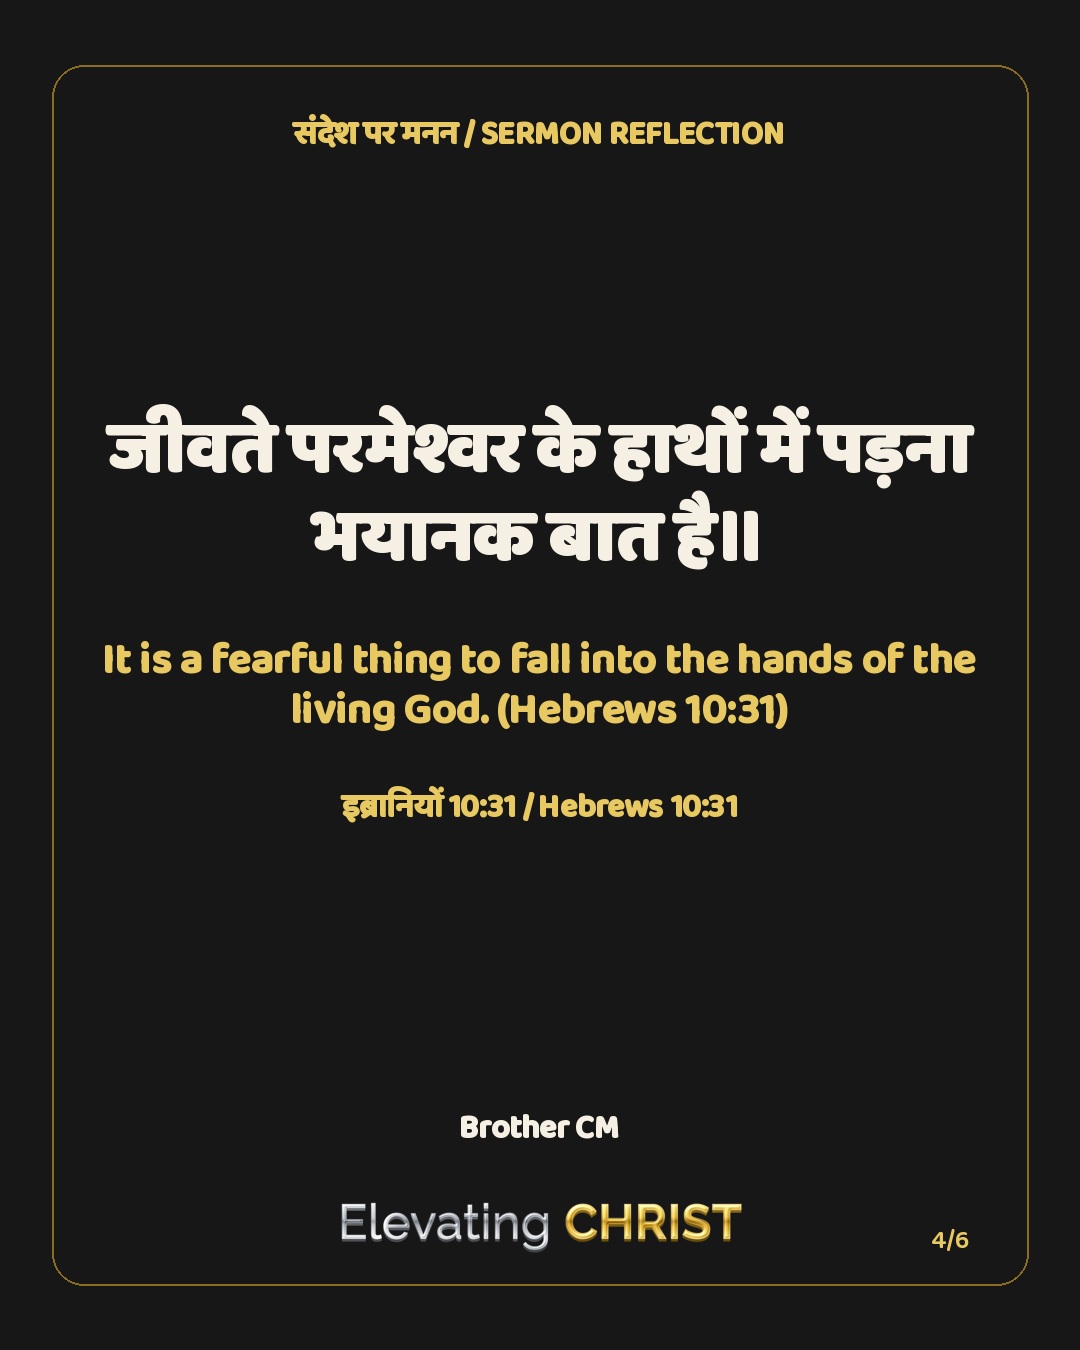 संदेश पर मनन / SERMON REFLECTION
जीवते परमेश्वर के हाथों में पड़ना
भयानक बात है॥
It is a fearful thing to fall into the hands of the
living God. (Hebrews 10:31)
इब्रानियों 10:31 / Hebrews 10:31
Brother CM
Elevating CHRIST
4/6